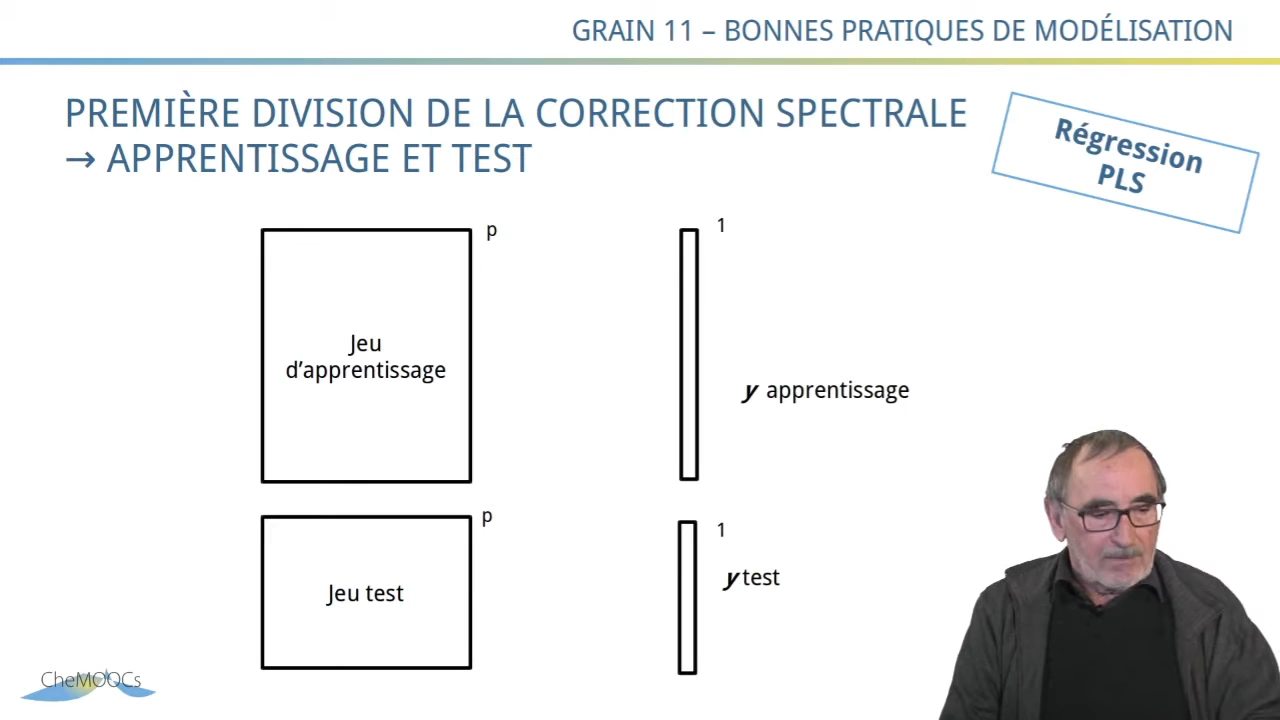 GRAIN 11 – BONNES PRATIQUES DE MODÉLISATION
PREMIÈRE DIVISION DE LA CORRECTION SPECTRALE
→ APPRENTISSAGE ET TEST
Régression
PLS
p
1
Jeu
d’apprentissage
y apprentissage
p
1
Jeu test
y test
CheMOOCs